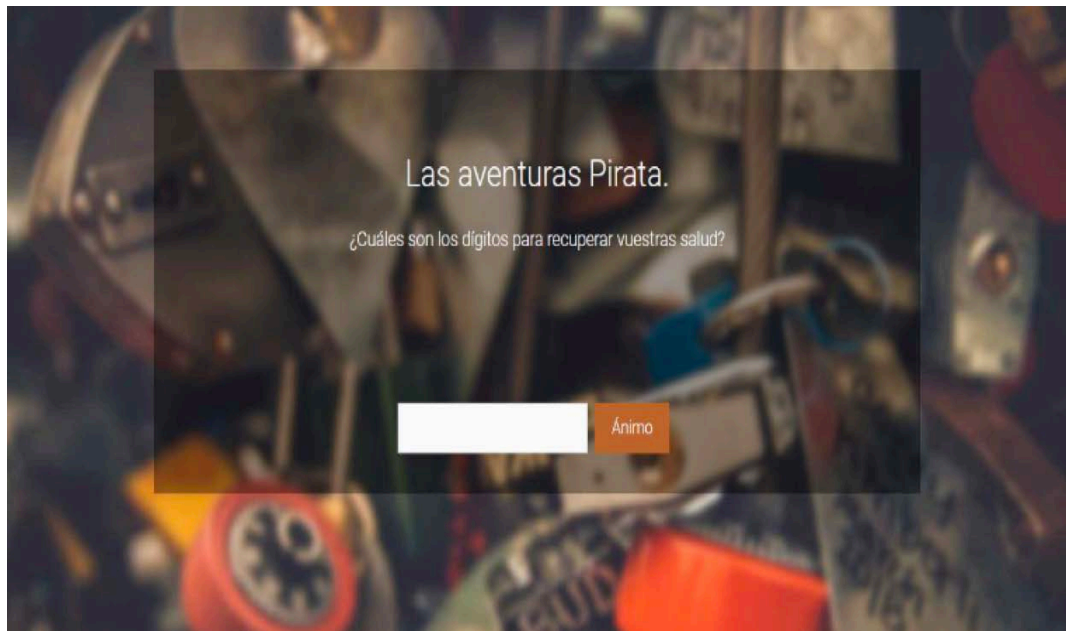 Las aventuras Pirata.
¿Cuáles son los dígitos para recuperar vuestras salud?
Ánimo